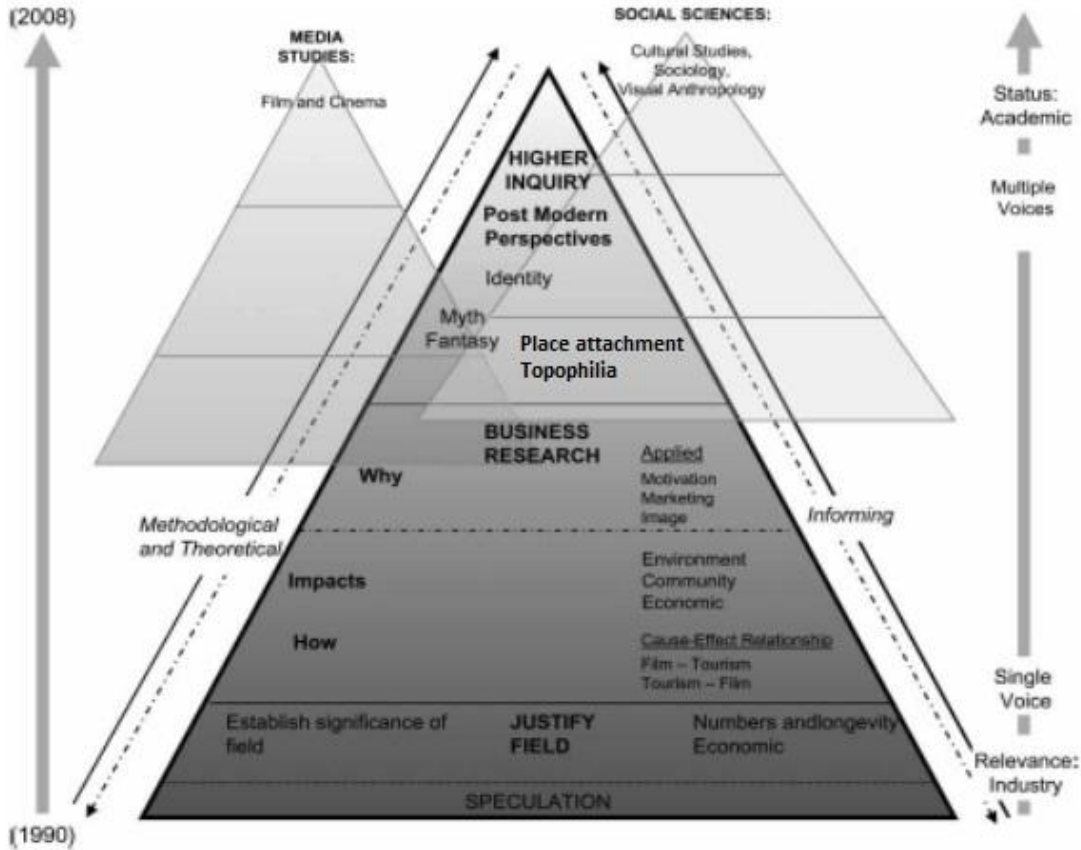 (2008)
MEDIA
STUDIES:
Film and Cinema
SOCIAL SCIENCES:
Cultural Studies,
Sociology,
Visual Anthropology
Status:
Academic
Multiple
Voices
HIGHER
INQUIRY
Post Modern
Perspectives
Identity
Myth
Fantasy
Place attachment
Topophilia
BUSINESS
RESEARCH
Why
Applied
Motivation
Marketing
Image
Methodological
and Theoretical
Informing
Impacts
Environment
Community
Economic
How
Cause-Effect Relationship
Film – Tourism
Tourism – Film
Single
Voice
Establish significance of
field
JUSTIFY
FIELD
Numbers andlongevity
Economic
Relevance:
Industry
SPECULATION
(1990)